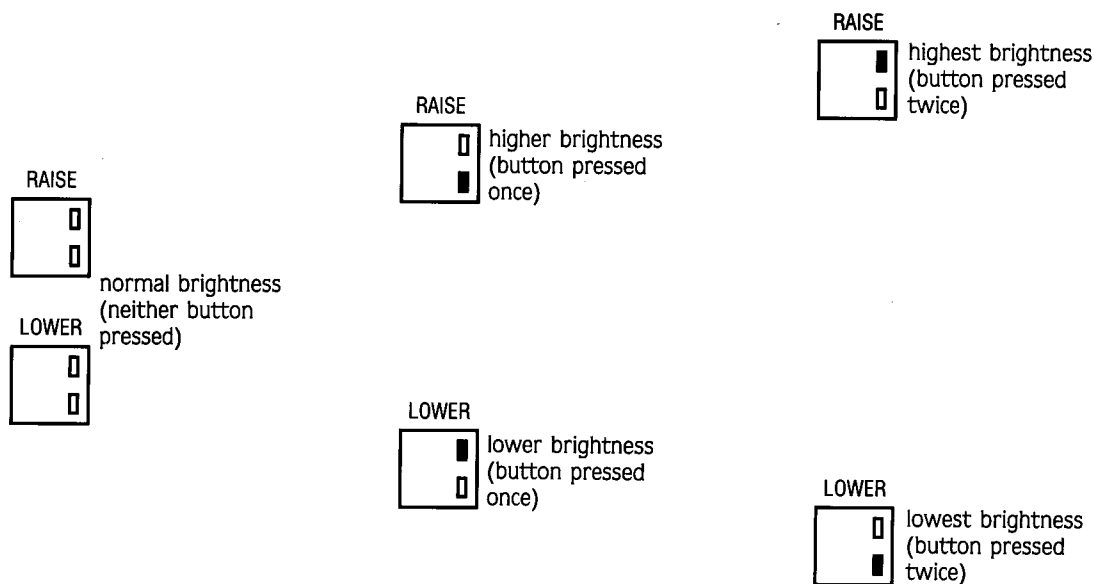 RAISE
normal brightness
(neither button
pressed)
LOWER
RAISE
higher brightness
(button pressed
once)
LOWER
lower brightness
(button pressed
once)
RAISE
highest brightness
(button pressed
twice)
LOWER
lowest brightness
(button pressed
twice)